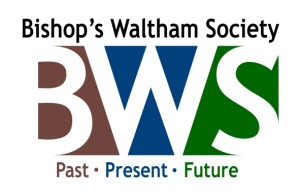 Bishop's Waltham Society
BWS
Past • Present • Future